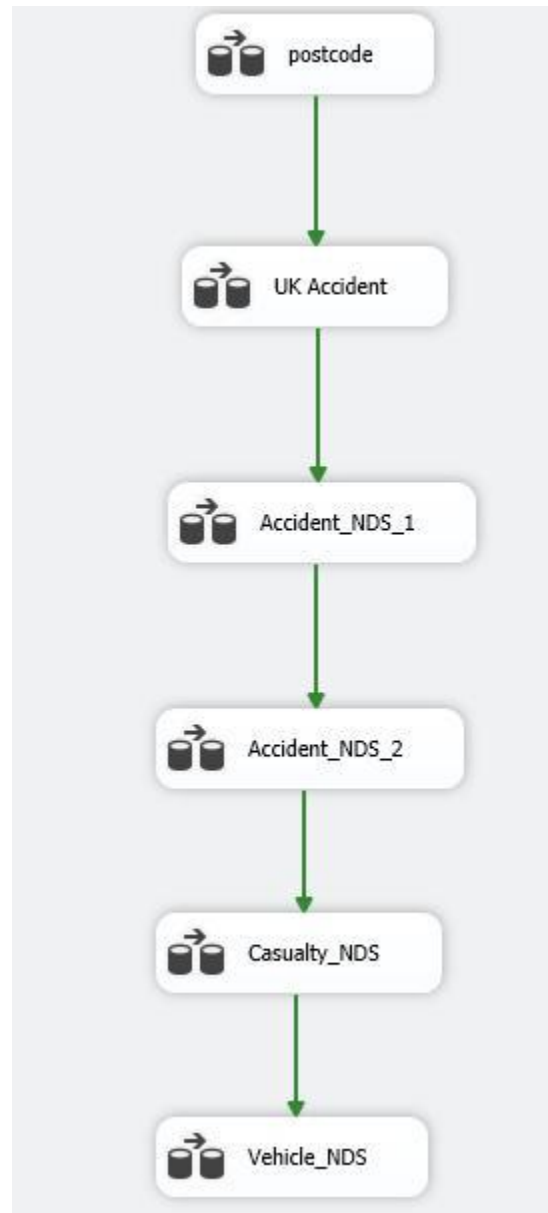 postcode
UK Accident
Accident_NDS_1
Accident_NDS_2
Casualty_NDS
Vehicle_NDS